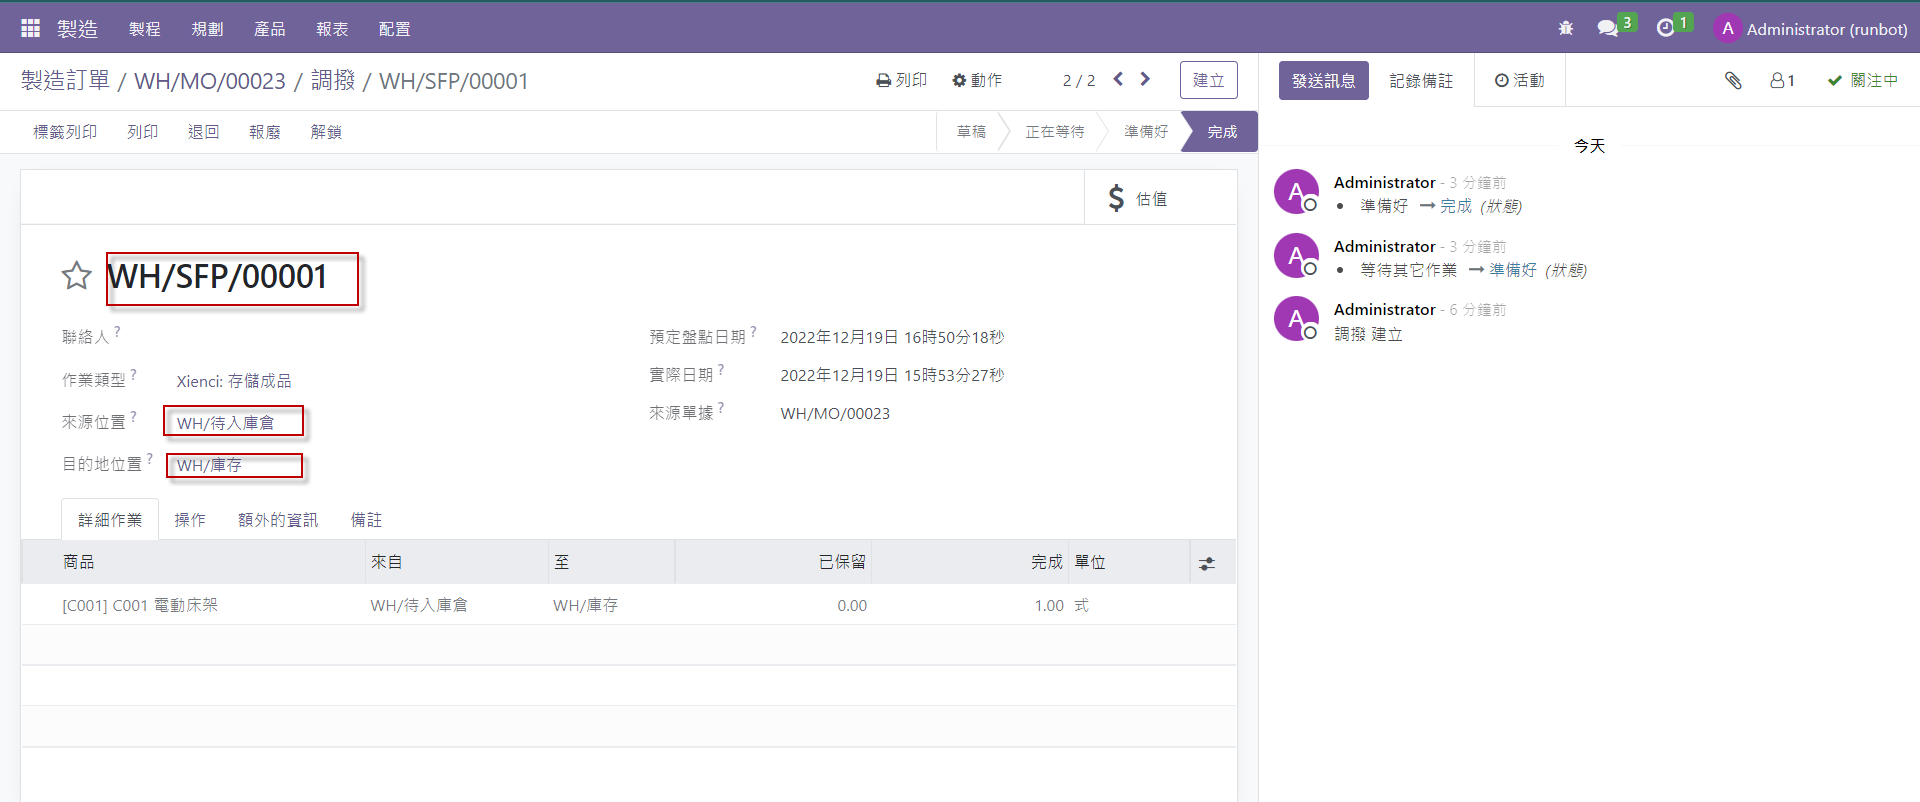 製造 製程 規劃 產品 報表 配置 3 1 A Administrator (runbot)
製造訂單 / WH/MO/00023 / 調撥 / WH/SFP/00001 列印 動作 2 / 2 建立 發送訊息 記錄備註 活動 1 關注中
標籤列印 列印 退回 報廢 解鎖 草稿 正在等待 準備好 完成
今天
估值
A Administrator - 3 分鐘前
• 準備好 → 完成 (狀態)
A Administrator - 3 分鐘前
• 等待其它作業 → 準備好 (狀態)
A Administrator - 6 分鐘前
調撥 建立
WH/SFP/00001
聯絡人 ? 預定盤點日期 ? 2022年12月19日 16時50分18秒
作業類型 ? Xienci: 存儲成品 實際日期 ? 2022年12月19日 15時53分27秒
來源位置 ? WH/待入庫倉 來源單據 ? WH/MO/00023
目的地位置 ? WH/庫存
詳細作業 操作 額外的資訊 備註
商品 來自 至 已保留 完成 單位
[C001] C001 電動床架 WH/待入庫倉 WH/庫存 0.00 1.00 式